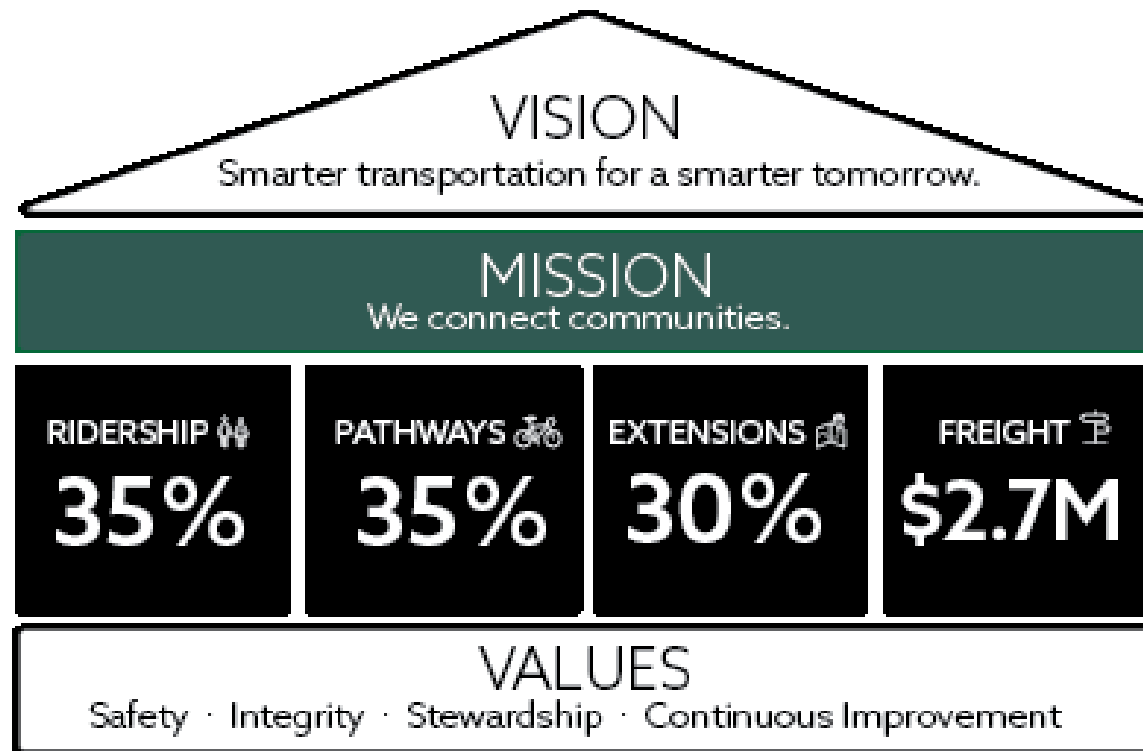 VISION
Smarter transportation for a smarter tomorrow.
MISSION
We connect communities.
RIDERSHIP
35%
PATHWAYS
35%
EXTENSIONS
30%
FREIGHT
$2.7M
VALUES
Safety · Integrity · Stewardship · Continuous Improvement